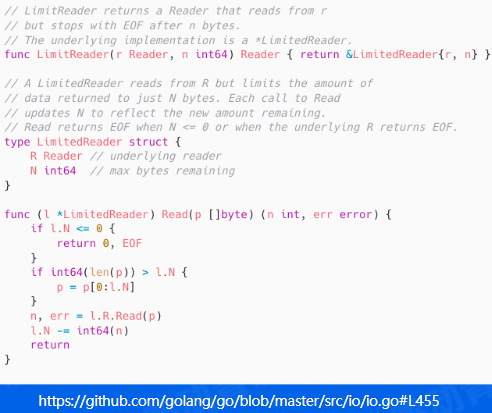 // LimitReader returns a Reader that reads from r
// but stops with EOF after n bytes.
// The underlying implementation is a *LimitedReader.
func LimitReader(r Reader, n int64) Reader { return &LimitedReader{r, n} }

// A LimitedReader reads from R but limits the amount of
// data returned to just N bytes. Each call to Read
// updates N to reflect the new amount remaining.
// Read returns EOF when N <= 0 or when the underlying R returns EOF.
type LimitedReader struct {
    R Reader // underlying reader
    N int64  // max bytes remaining
}

func (l *LimitedReader) Read(p []byte) (n int, err error) {
    if l.N <= 0 {
        return 0, EOF
    }
    if int64(len(p)) > l.N {
        p = p[0:l.N]
    }
    n, err = l.R.Read(p)
    l.N -= int64(n)
    return
}
https://github.com/golang/go/blob/master/src/io/io.go#L455